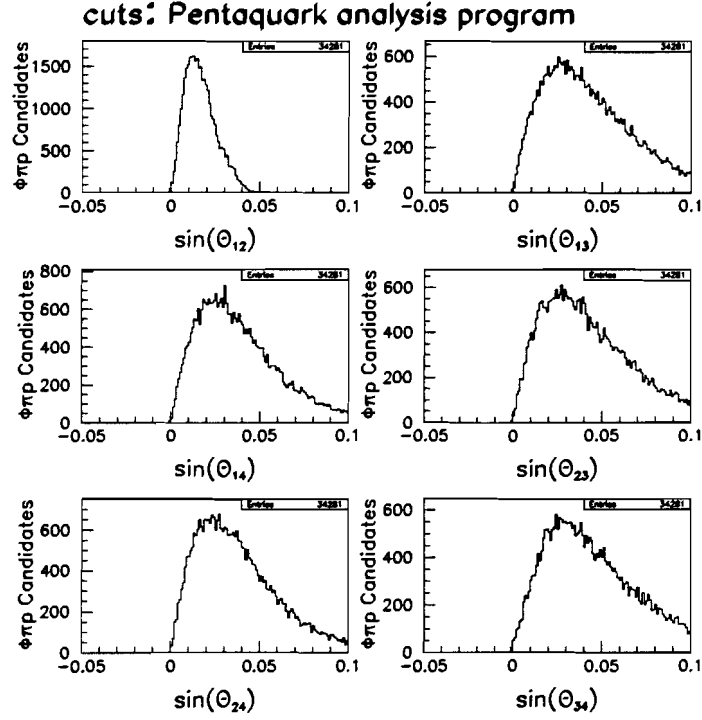 cuts: Pentaquark analysis program
Entries 34281
Entries 34281
1500
1000
500
0
-0.05 0 0.05 0.1
ϕπp Candidates
sin(Θ12)
600
400
200
0
-0.05 0 0.05 0.1
ϕπp Candidates
sin(Θ13)
Entries 34281
Entries 34281
800
600
400
200
0
-0.05 0 0.05 0.1
ϕπp Candidates
sin(Θ14)
600
400
200
0
-0.05 0 0.05 0.1
ϕπp Candidates
sin(Θ23)
Entries 34281
Entries 34281
600
400
200
0
-0.05 0 0.05 0.1
ϕπp Candidates
sin(Θ24)
600
400
200
0
-0.05 0 0.05 0.1
ϕπp Candidates
sin(Θ34)